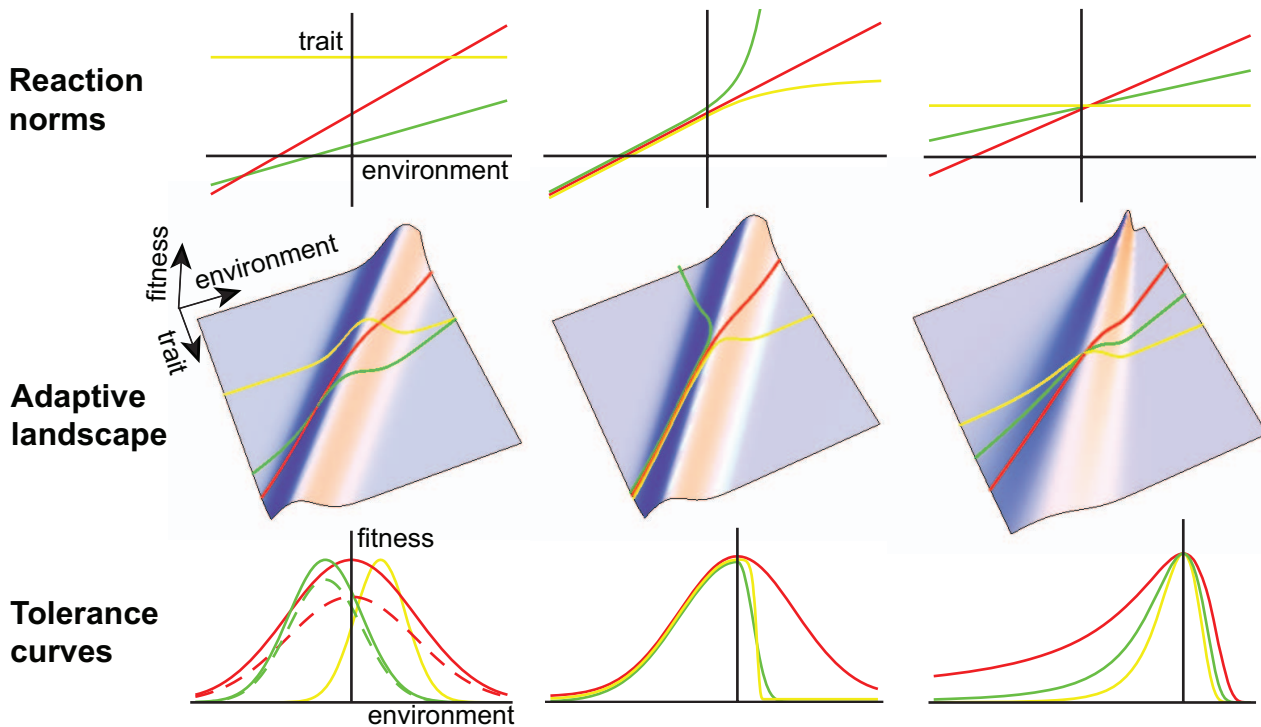 Reaction
norms
trait
environment
fitness
environment
trait
Adaptive
landscape
Tolerance
curves
fitness
environment